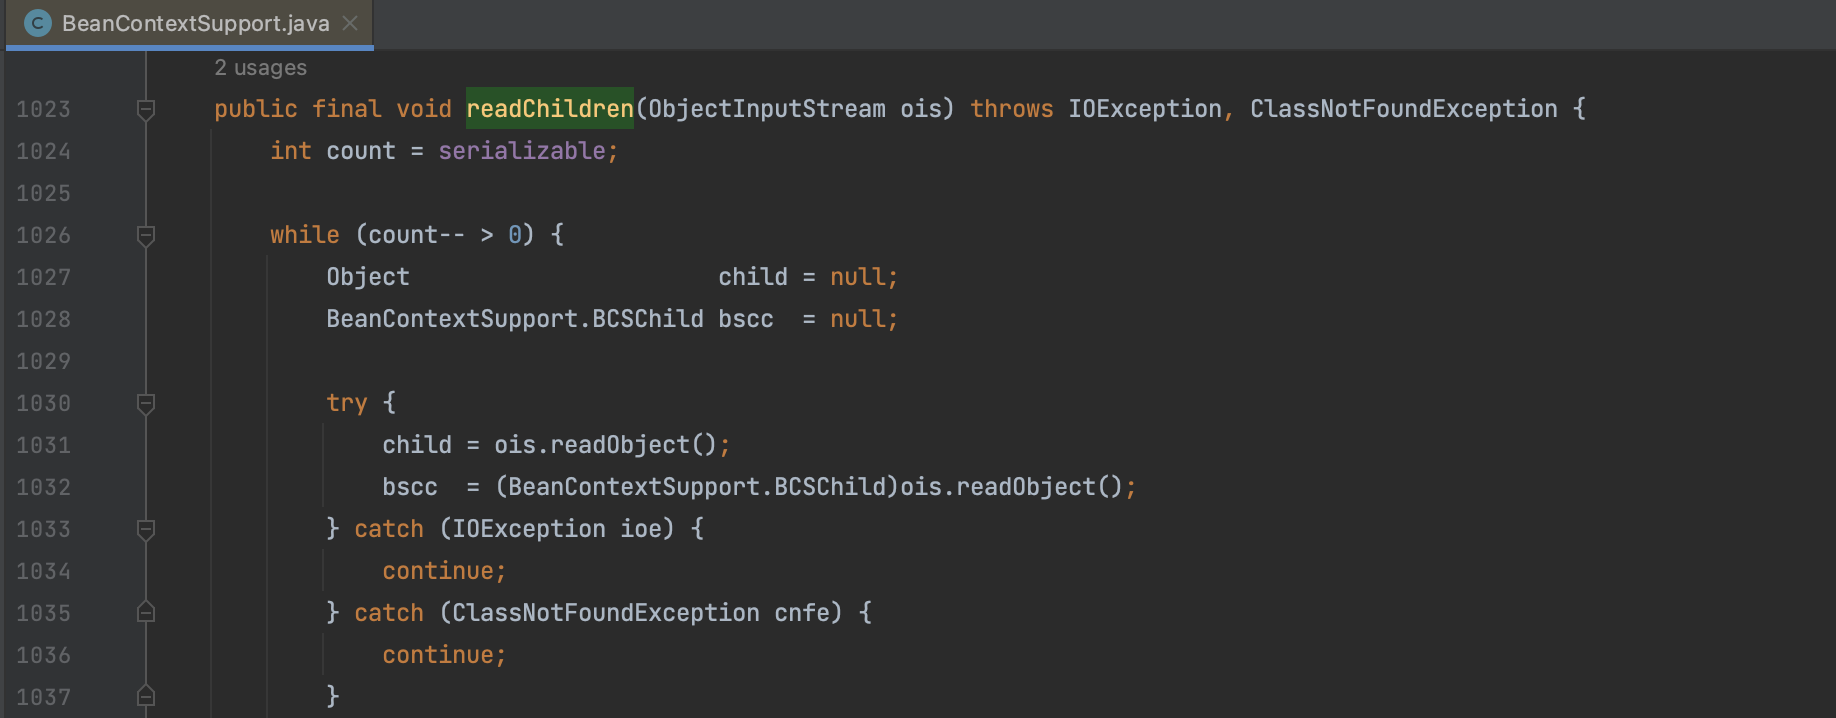 BeanContextSupport.java
2 usages
1023 public final void readChildren(ObjectInputStream ois) throws IOException, ClassNotFoundException {
1024 int count = serializable;
1025
1026 while (count-- > 0) {
1027 Object child = null;
1028 BeanContextSupport.BCSChild bscc = null;
1029
1030 try {
1031 child = ois.readObject();
1032 bscc = (BeanContextSupport.BCSChild)ois.readObject();
1033 } catch (IOException ioe) {
1034 continue;
1035 } catch (ClassNotFoundException cnfe) {
1036 continue;
1037 }